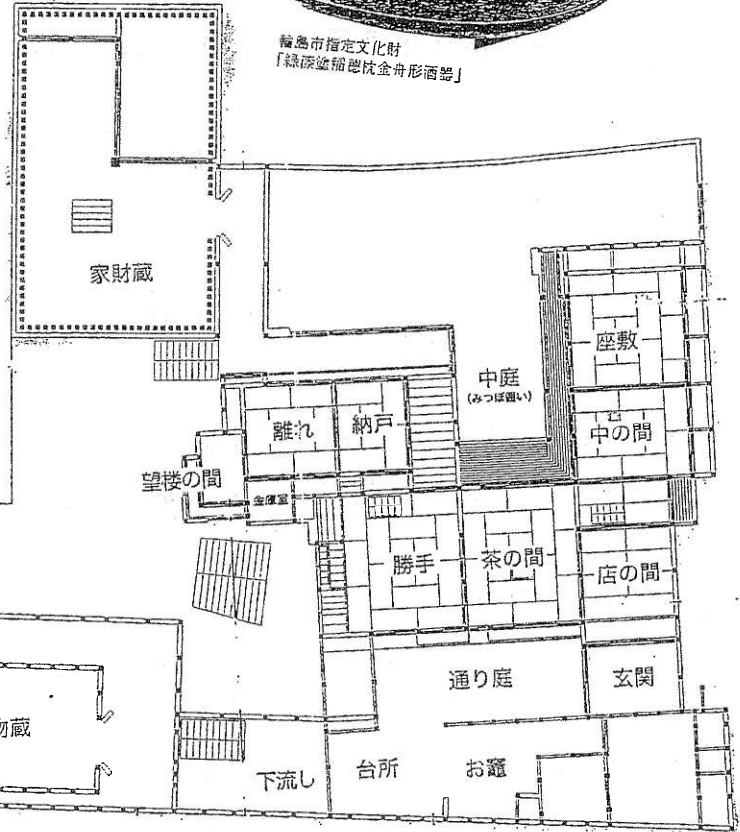 輪島市指定文化財
「緑漆塗稲穂沈金舟形酒器」
家財蔵
座敷
中庭
(みつぼ囲い)
中の間
離れ
納戸
望楼の間
金庫室
勝手
茶の間
店の間
通り庭
玄関
物蔵
下流し
台所
お竈